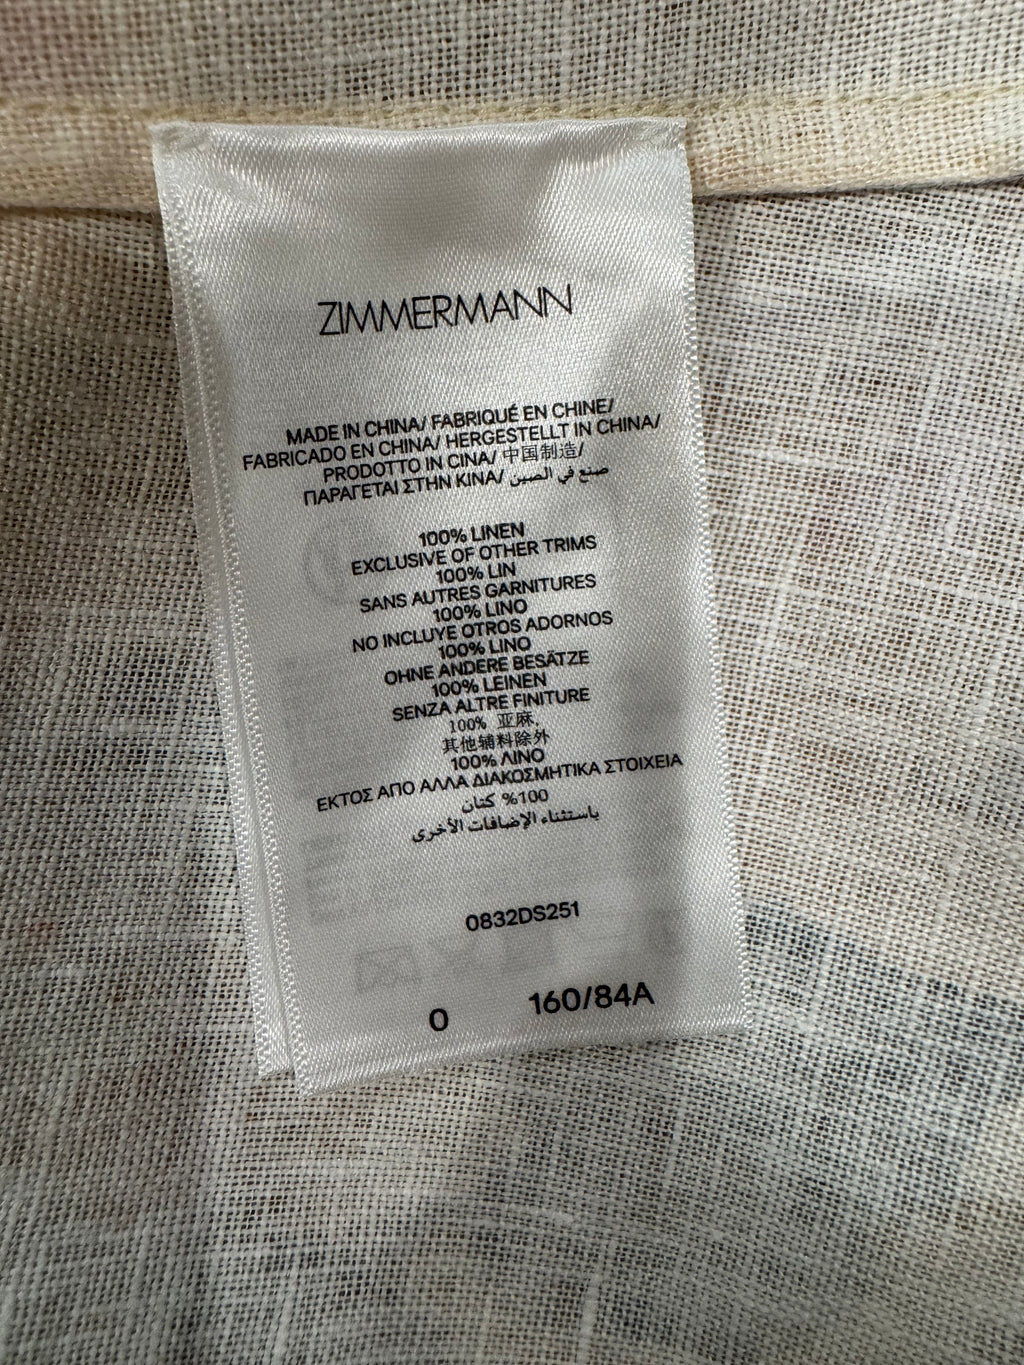 ZIMMERMANN
MADE IN CHINA/ FABRIQUÉ EN CHINE/
FABRICADO EN CHINA/ HERGESTELLT IN CHINA/
PRODOTTO IN CINA/ 中国制造/
ΠΑΡΑΓΕΤΑΙ ΣΤΗΝ ΚΙΝΑ/ صنع في الصين
100% LINEN
EXCLUSIVE OF OTHER TRIMS
100% LIN
SANS AUTRES GARNITURES
100% LINO
NO INCLUYE OTROS ADORNOS
100% LINO
OHNE ANDERE BESÄTZE
100% LEINEN
SENZA ALTRE FINITURE
100% 亚麻,
其他辅料除外
100% ΛΙΝΟ
ΕΚΤΟΣ ΑΠΟ ΑΛΛΑ ΔΙΑΚΟΣΜΗΤΙΚΑ ΣΤΟΙΧΕΙΑ
100% كتان
باستثناء الإضافات الأخرى
0832DS251
0 160/84A